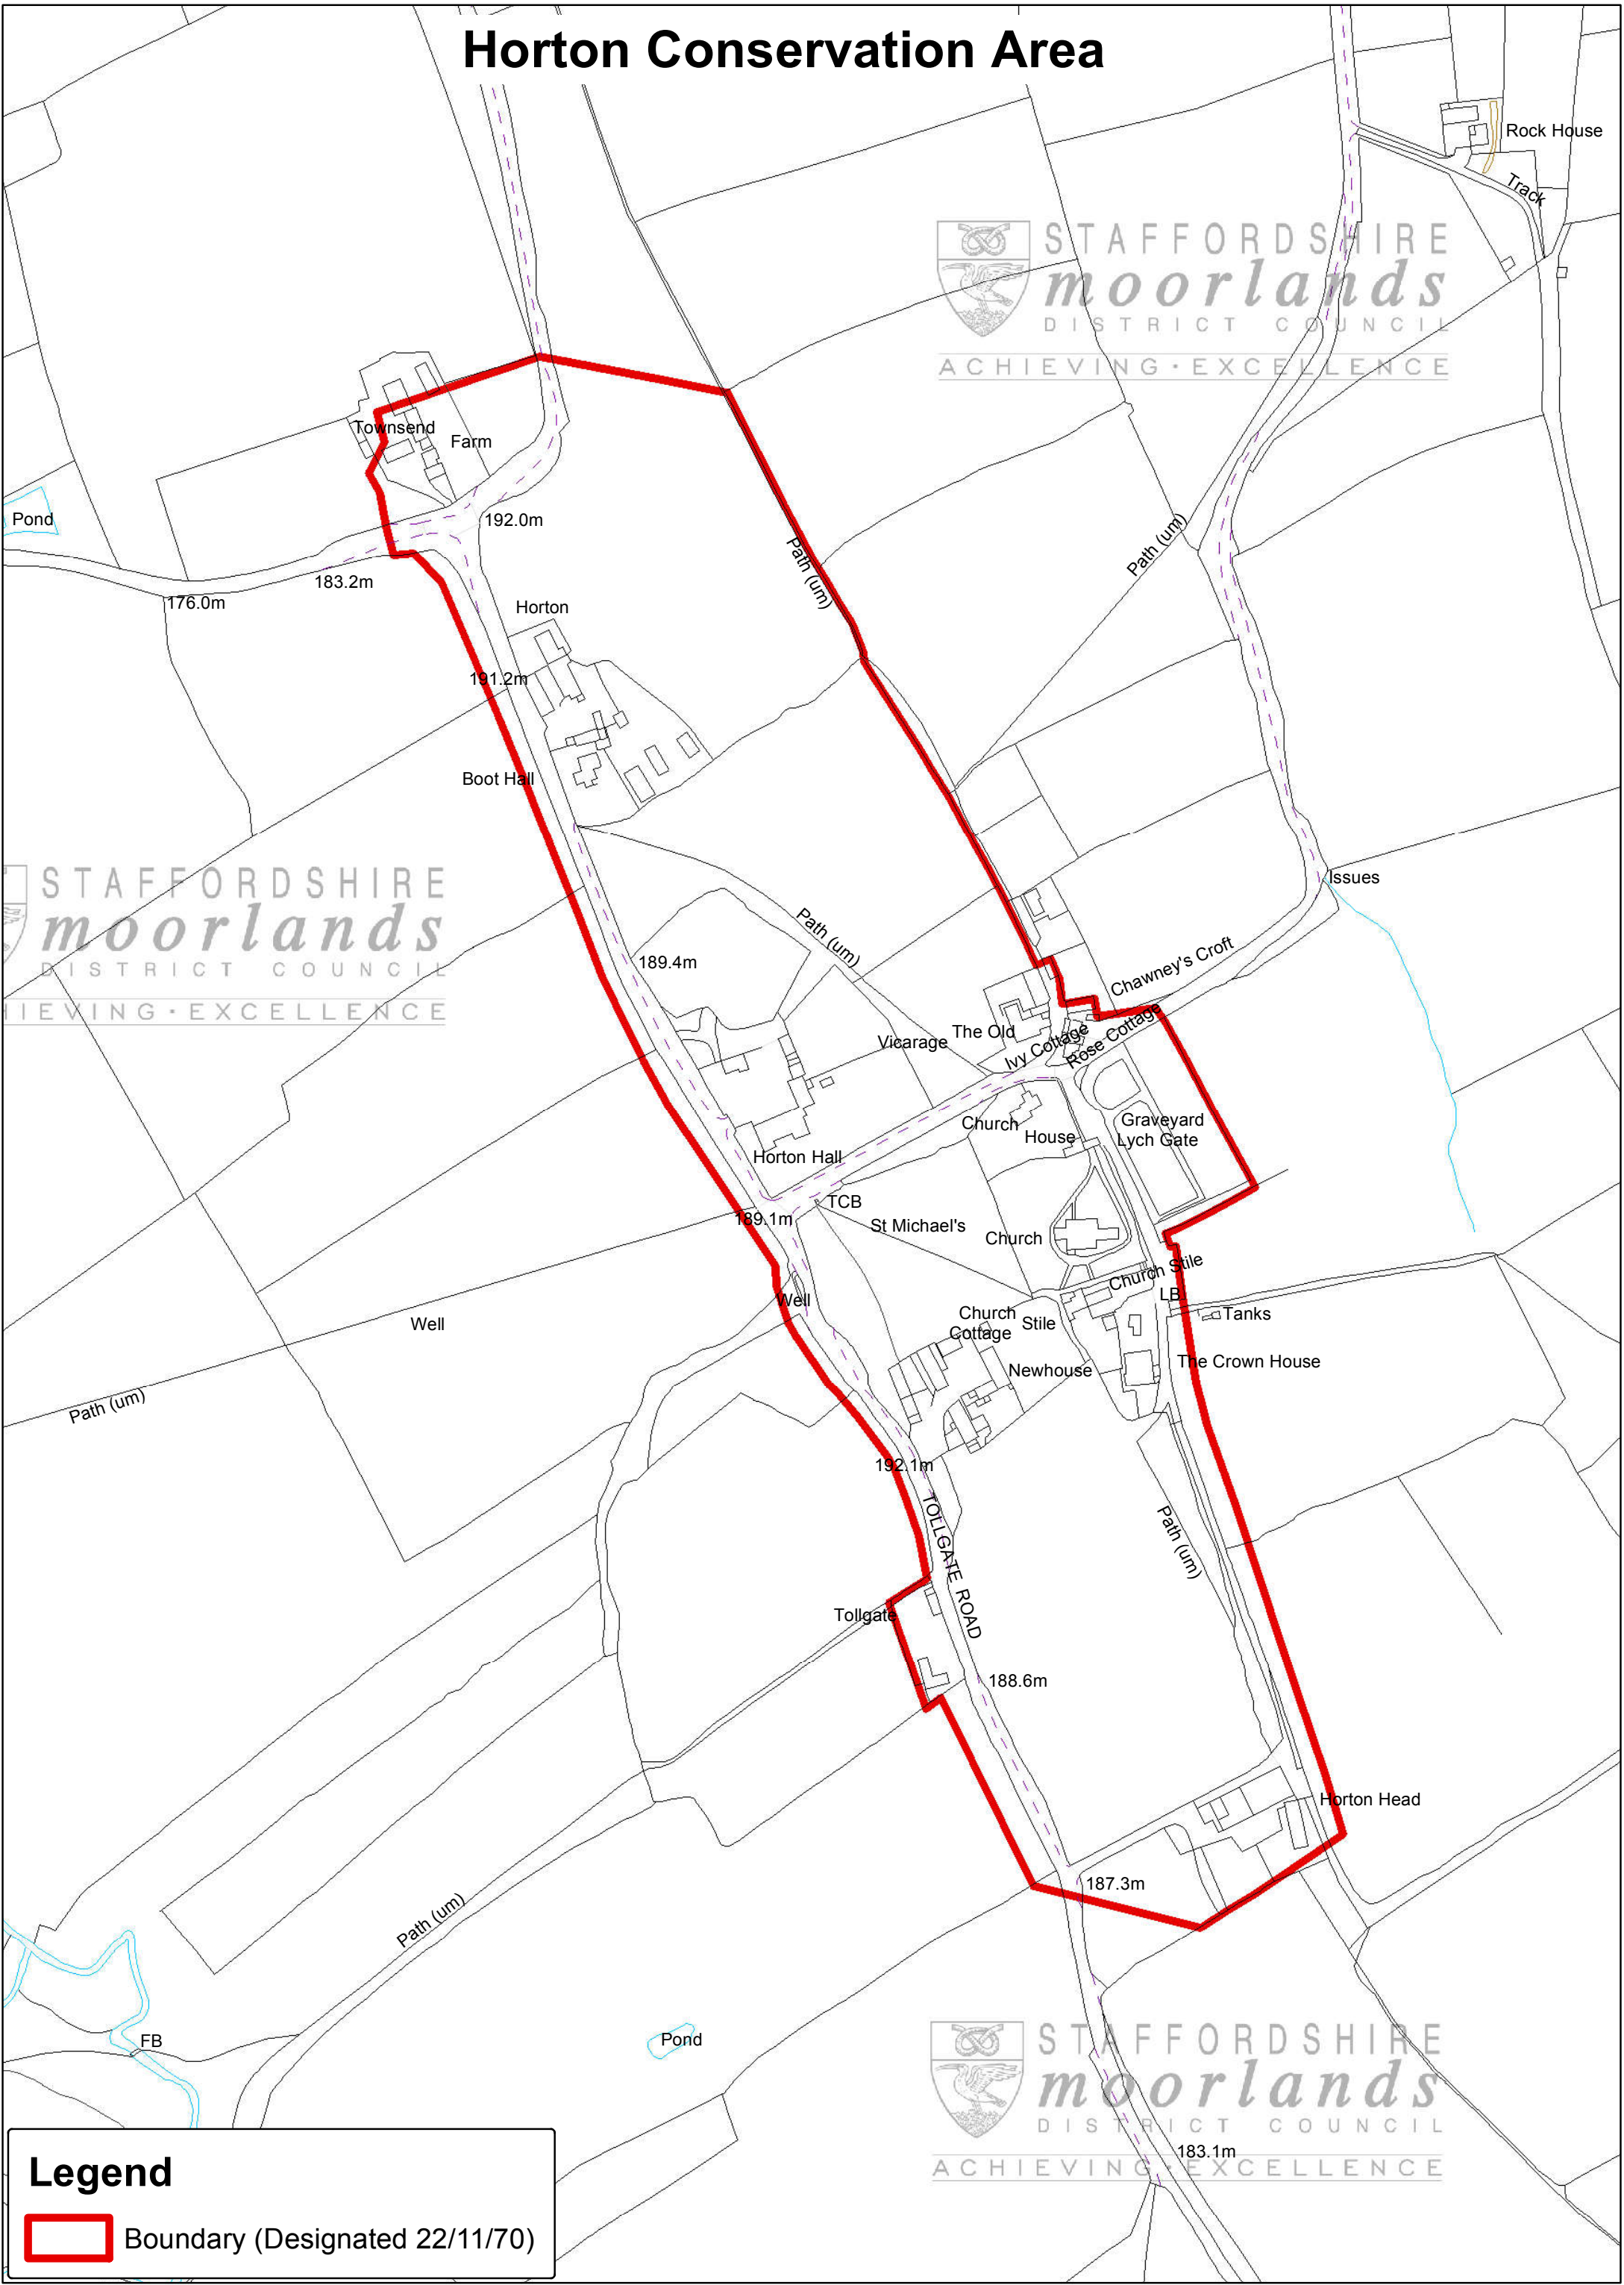 Horton Conservation Area
Rock House
Track
STAFFORDSHIRE
moorlands
DISTRICT COUNCIL
ACHIEVING · EXCELLENCE
Townsend
Farm
Pond
192.0m
Path (um)
Path (um)
183.2m
176.0m
Horton
191.2m
Boot Hall
Issues
STAFFORDSHIRE
moorlands
DISTRICT COUNCIL
HIEVING · EXCELLENCE
Path (um)
189.4m
Chawney's Croft
The Old
Vicarage
Ivy Cottage
Rose Cottage
Church
House
Graveyard
Lych Gate
Horton Hall
TCB
189.1m
St Michael's
Church
Church Stile
LB
Well
Well
Tanks
Church
Stile
Cottage
Newhouse
The Crown House
Path (um)
192.1m
TOLLGATE ROAD
Path (um)
Tollgate
188.6m
Horton Head
187.3m
Path (um)
FB
Pond
STAFFORDSHIRE
moorlands
DISTRICT COUNCIL
ACHIEVING · EXCELLENCE
183.1m
Legend
Boundary (Designated 22/11/70)